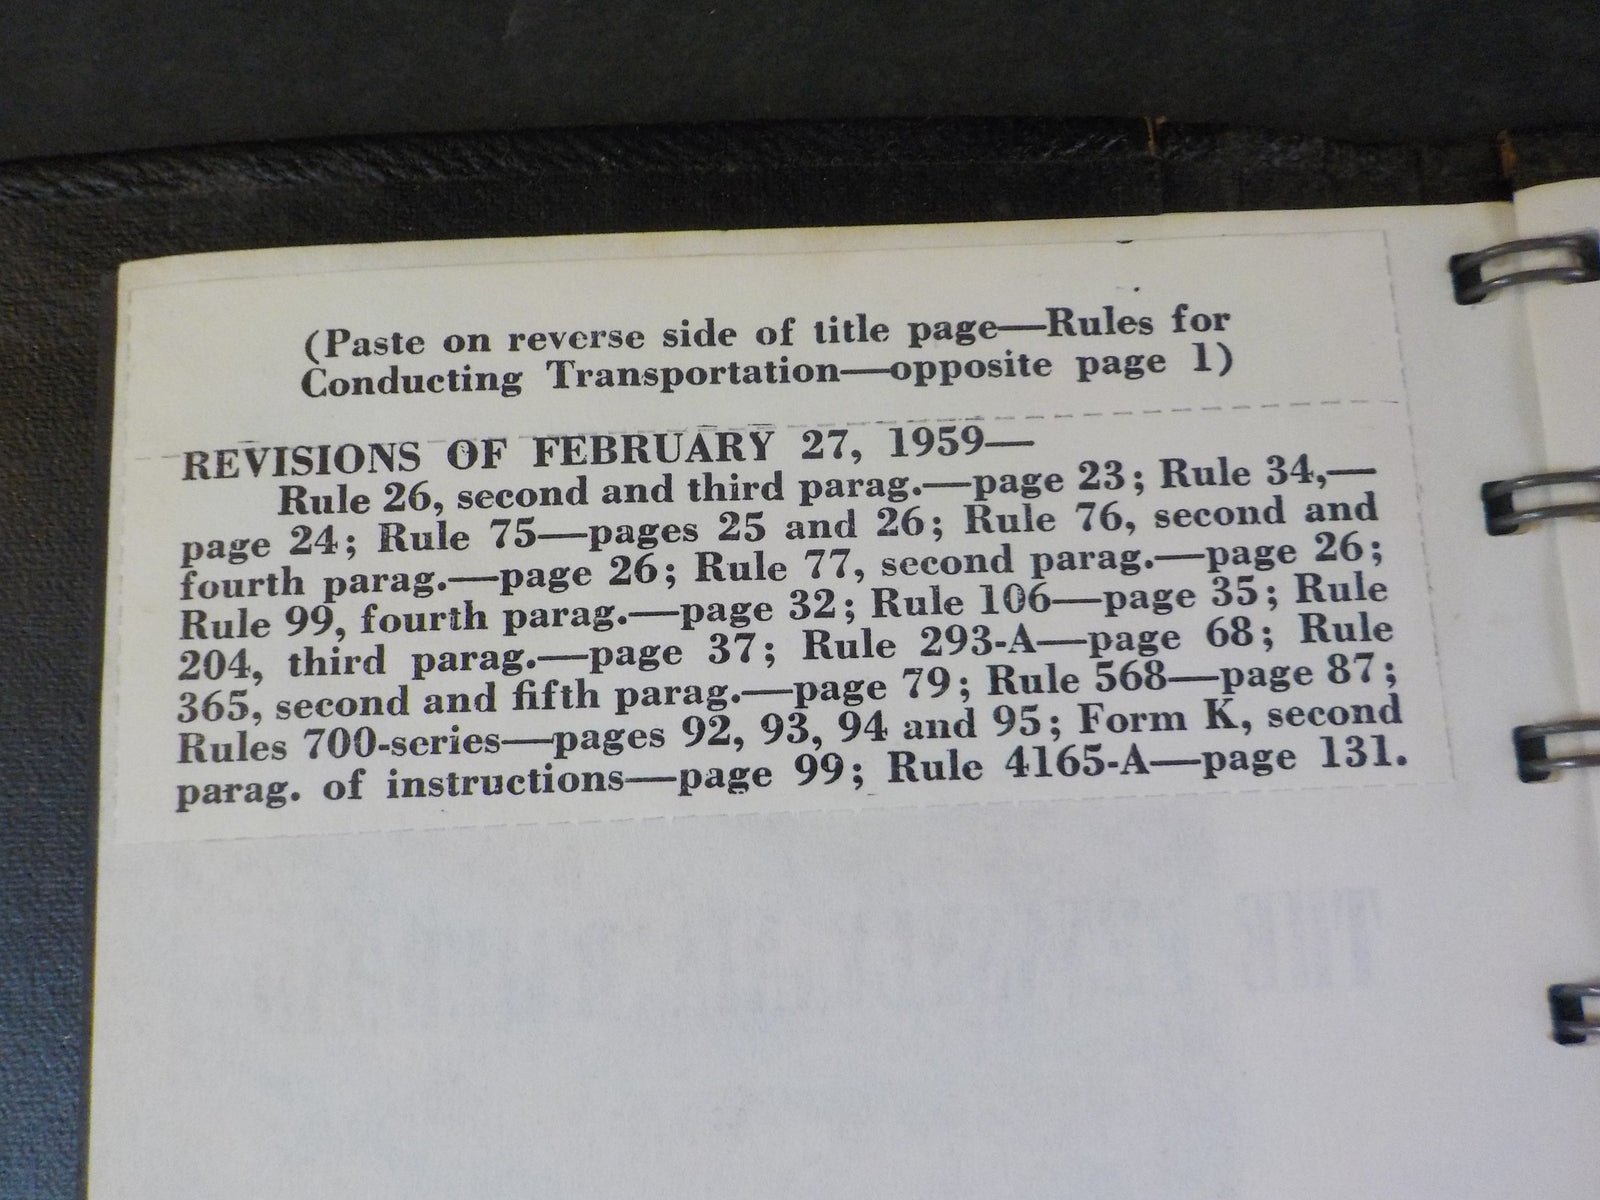 (Paste on reverse side of title page—Rules for
Conducting Transportation—opposite page 1)
REVISIONS OF FEBRUARY 27, 1959—
Rule 26, second and third parag.—page 23; Rule 34,—
page 24; Rule 75—pages 25 and 26; Rule 76, second and
fourth parag.—page 26; Rule 77, second parag.—page 26;
Rule 99, fourth parag.—page 32; Rule 106—page 35; Rule
204, third parag.—page 37; Rule 293-A—page 68; Rule
365, second and fifth parag.—page 79; Rule 568—page 87;
Rules 700-series—pages 92, 93, 94 and 95; Form K, second
parag. of instructions—page 99; Rule 4165-A—page 131.
THE